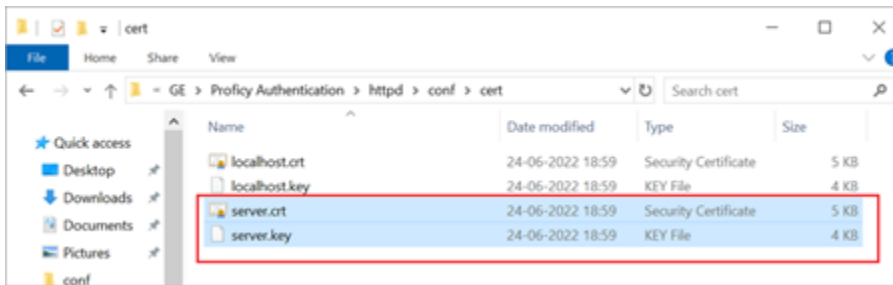 cert
File Home Share View
GE > Proficy Authentication > httpd > conf > cert Search cert
Name Date modified Type Size
Quick access
Desktop
Downloads
Documents
Pictures
conf
localhost.crt 24-06-2022 18:59 Security Certificate 5 KB
localhost.key 24-06-2022 18:59 KEY File 4 KB
server.crt 24-06-2022 18:59 Security Certificate 5 KB
server.key 24-06-2022 18:59 KEY File 4 KB